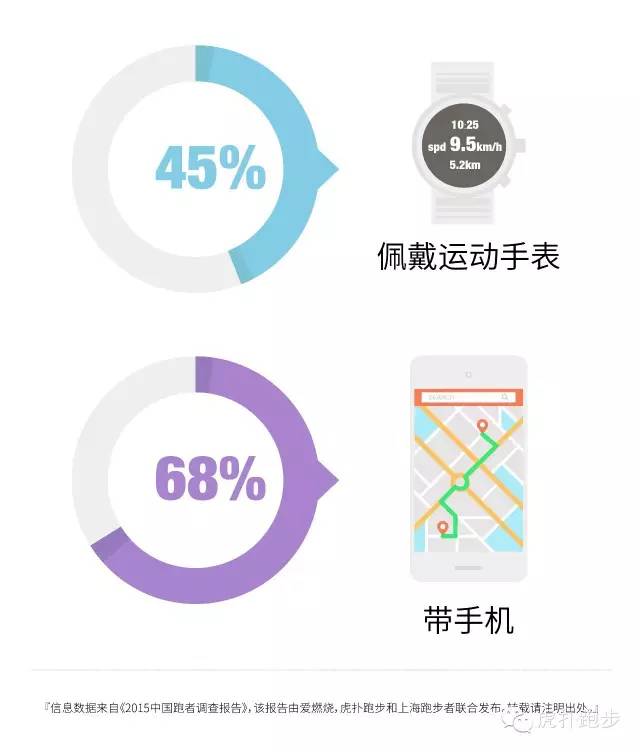 45%
10:25
spd 9.5km/h
5.2km
佩戴运动手表
SEARCH
68%
带手机
『信息数据来自《2015中国跑者调查报告》，该报告由爱燃烧，虎扑跑步和上海跑步者联合发布，转载请注明出处。』
虎扑跑步